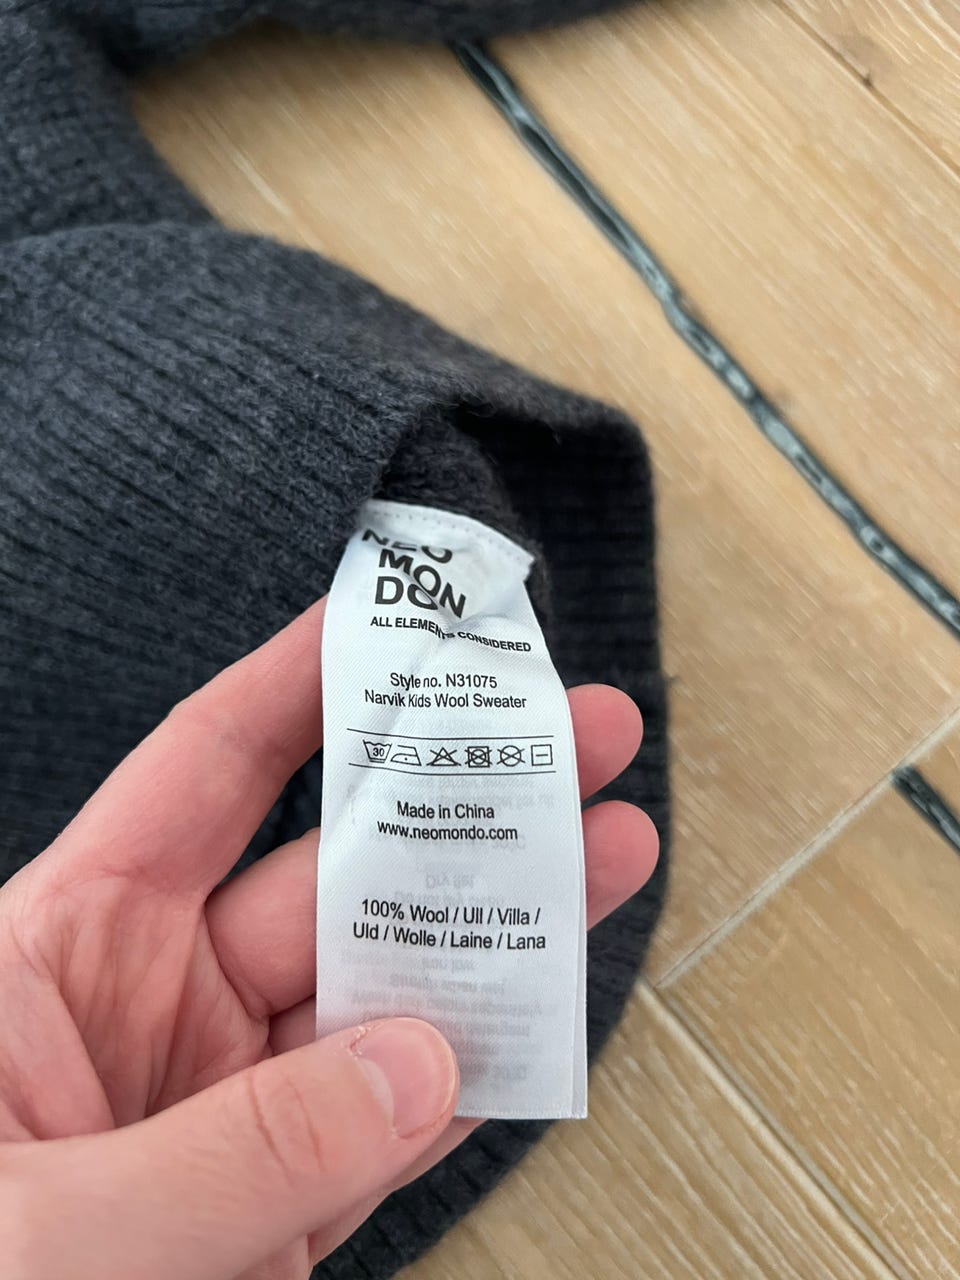 NEO
MON
DO
ALL ELEMENTS CONSIDERED
Style no. N31075
Narvik Kids Wool Sweater
30
Made in China
www.neomondo.com
100% Wool / Ull / Villa /
Uld / Wolle / Laine / Lana